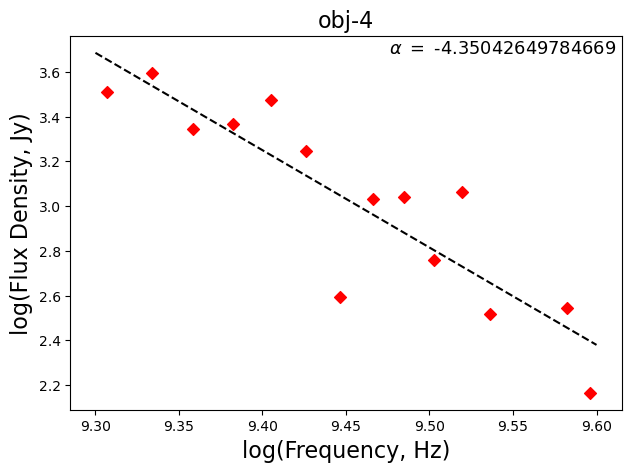 obj-4
α = -4.35042649784669
log(Flux Density, Jy)
3.6
3.4
3.2
3.0
2.8
2.6
2.4
2.2
9.30 9.35 9.40 9.45 9.50 9.55 9.60
log(Frequency, Hz)